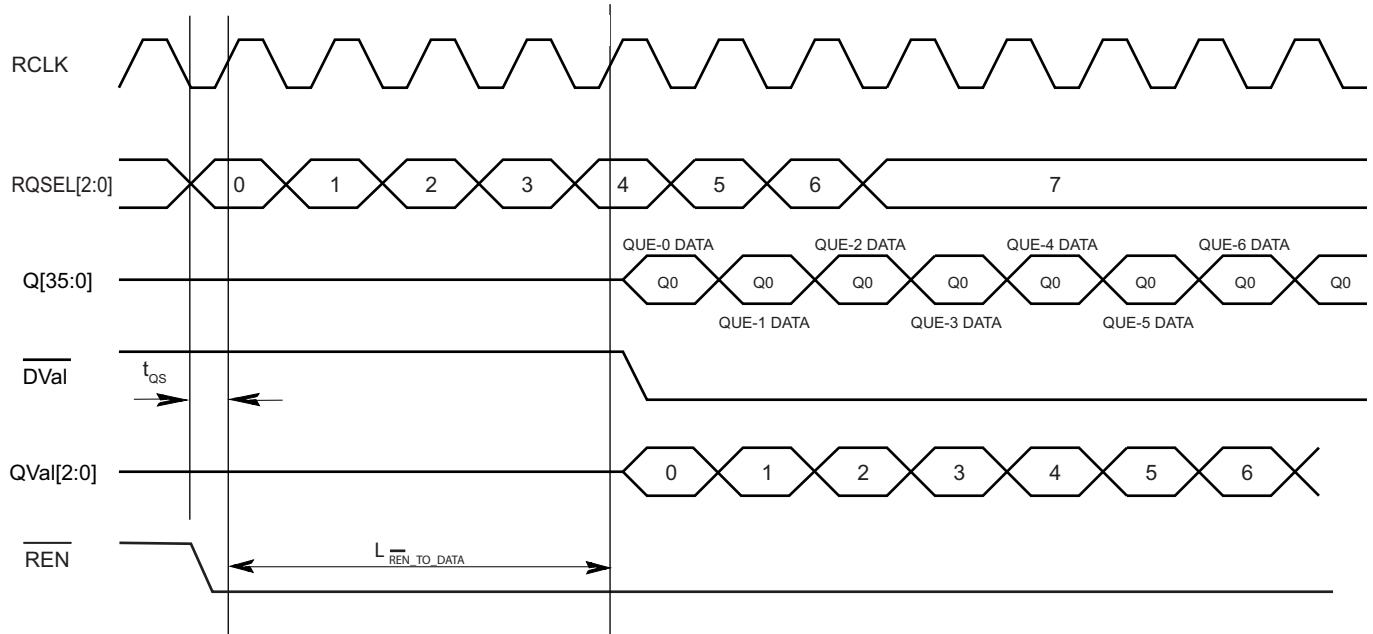 RCLK
RQSEL[2:0] 0 1 2 3 4 5 6 7
QUE-0 DATA QUE-2 DATA QUE-4 DATA QUE-6 DATA
Q[35:0] Q0 Q0 Q0 Q0 Q0 Q0 Q0 Q0
QUE-1 DATA QUE-3 DATA QUE-5 DATA
DVal
tQS
QVal[2:0] 0 1 2 3 4 5 6
REN
L REN_TO_DATA